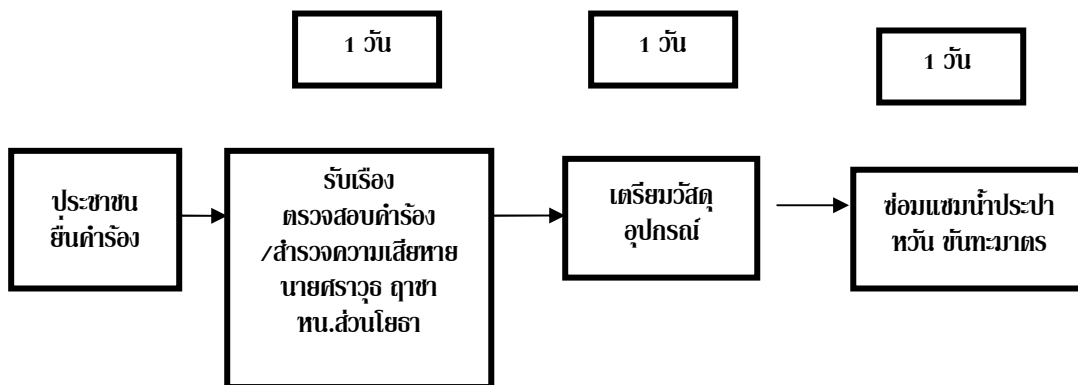 1 วัน
1 วัน
1 วัน
ประชาชน
ยื่นคำร้อง
รับเรือง
ตรวจสอบคำร้อง
/สำรวจความเสียหาย
นายศราวุธ ฤาชา
หน.ส่วนโยธา
เตรียมวัสดุ
อุปกรณ์
ซ่อมแซมน้ำประปา
หวัน ขันทะมาตร